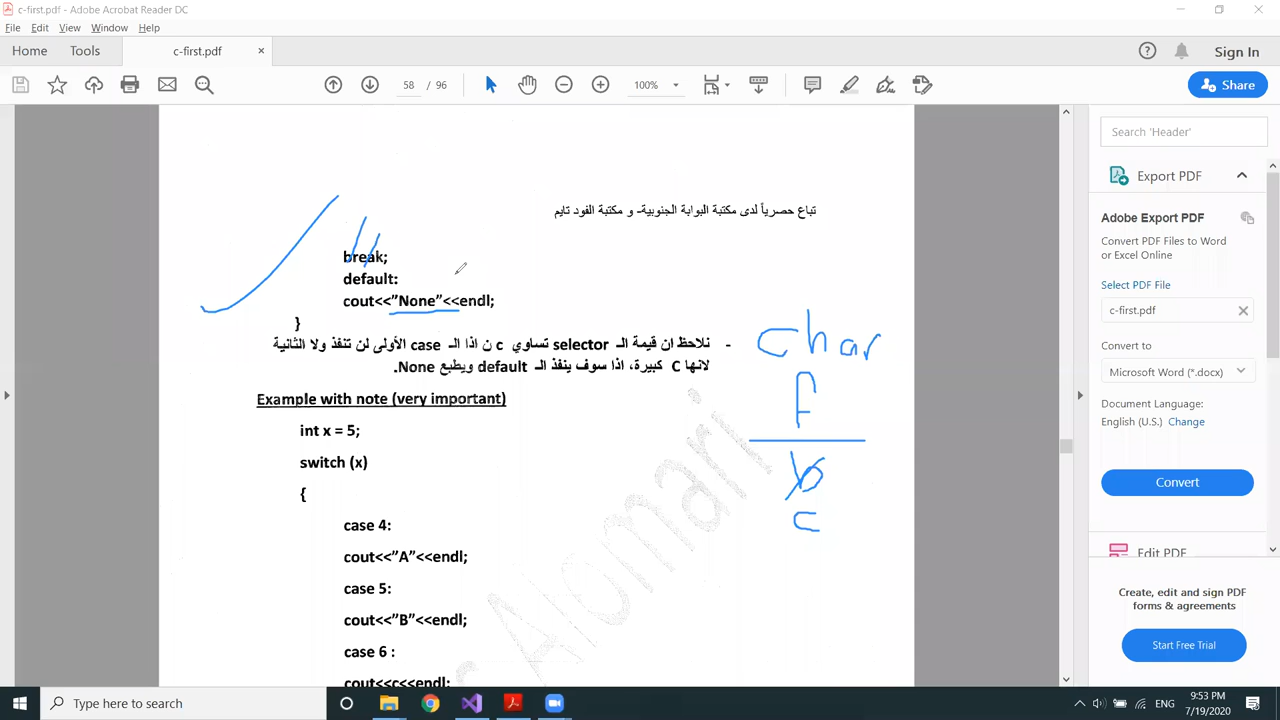 c-first.pdf - Adobe Acrobat Reader DC
File Edit View Window Help
Home Tools c-first.pdf × Sign In
58 / 96 100% Share
تباع حصرياً لدى مكتبة البوابة الجنوبية- و مكتبة الفود تايم
break;
default:
cout<<”None”<<endl;
}
- نلاحظ ان قيمة الـ selector تساوي c ن اذا الـ case الأولى لن تنفذ ولا الثانية
لانها C كبيرة، اذا سوف ينفذ الـ default ويطبع None.
Example with note (very important)
int x = 5;
switch (x)
{
case 4:
cout<<”A”<<endl;
case 5:
cout<<”B”<<endl;
case 6 :
cout<<c<<endl;
char
F
b
c
Alomari
Search 'Header'
Export PDF
Adobe Export PDF
Convert PDF Files to Word
or Excel Online
Select PDF File
c-first.pdf
Convert to
Microsoft Word (*.docx)
Document Language:
English (U.S.) Change
Convert
Edit PDF
Create, edit and sign PDF
forms & agreements
Start Free Trial
Type here to search
ENG
9:53 PM
7/19/2020